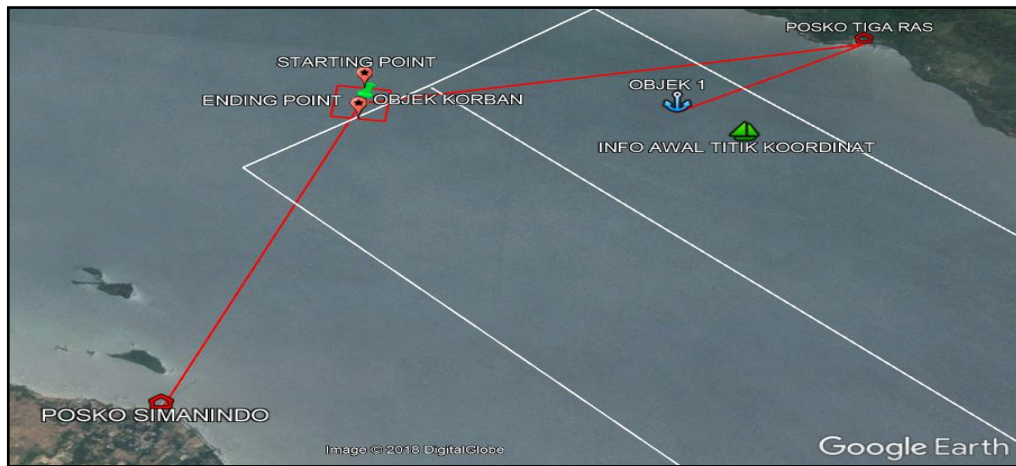 POSKO TIGA RAS
STARTING POINT
OBJEK 1
ENDING POINT
OBJEK KORBAN
INFO AWAL TITIK KOORDINAT
POSKO SIMANINDO
Image © 2018 DigitalGlobe
Google Earth